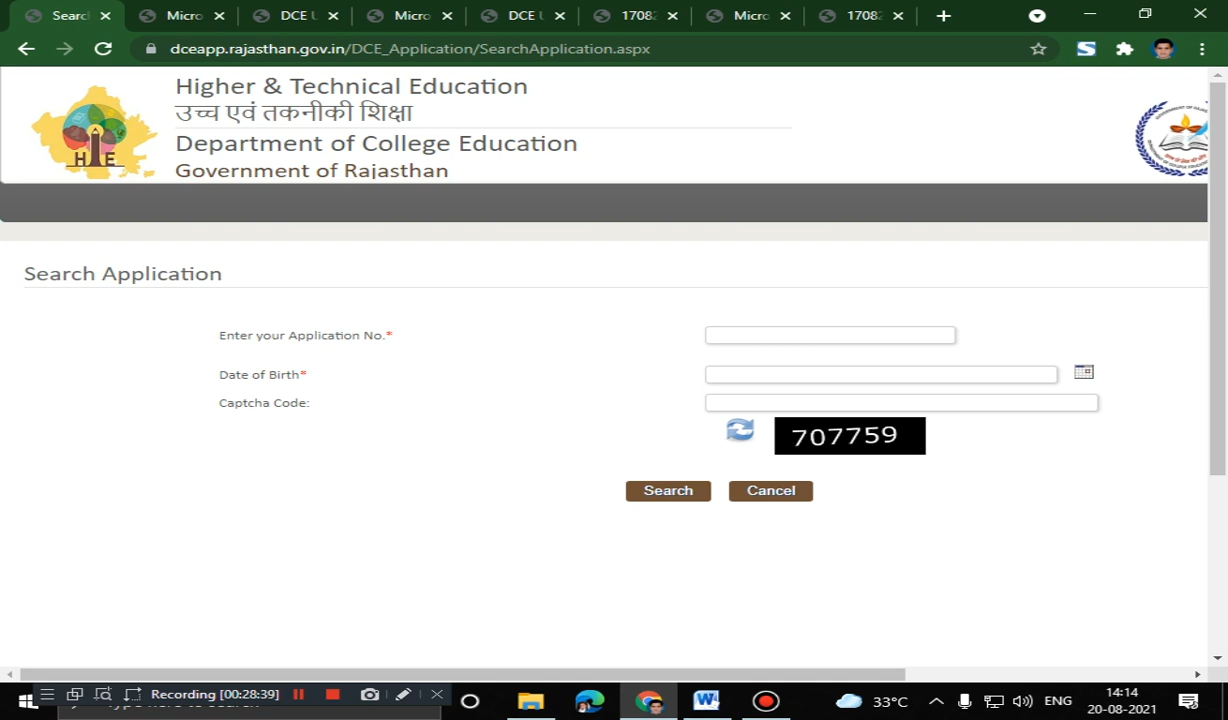 Searc Micro DCE U Micro DCE U 1708 Micro 1708
dceapp.rajasthan.gov.in/DCE_Application/SearchApplication.aspx
Higher & Technical Education
उच्च एवं तकनीकी शिक्षा
Department of College Education
Government of Rajasthan
HTE
Search Application
Enter your Application No.*
Date of Birth*
Captcha Code:
707759
Search Cancel
Recording [00:28:39]
33°C ENG 14:14
20-08-2021